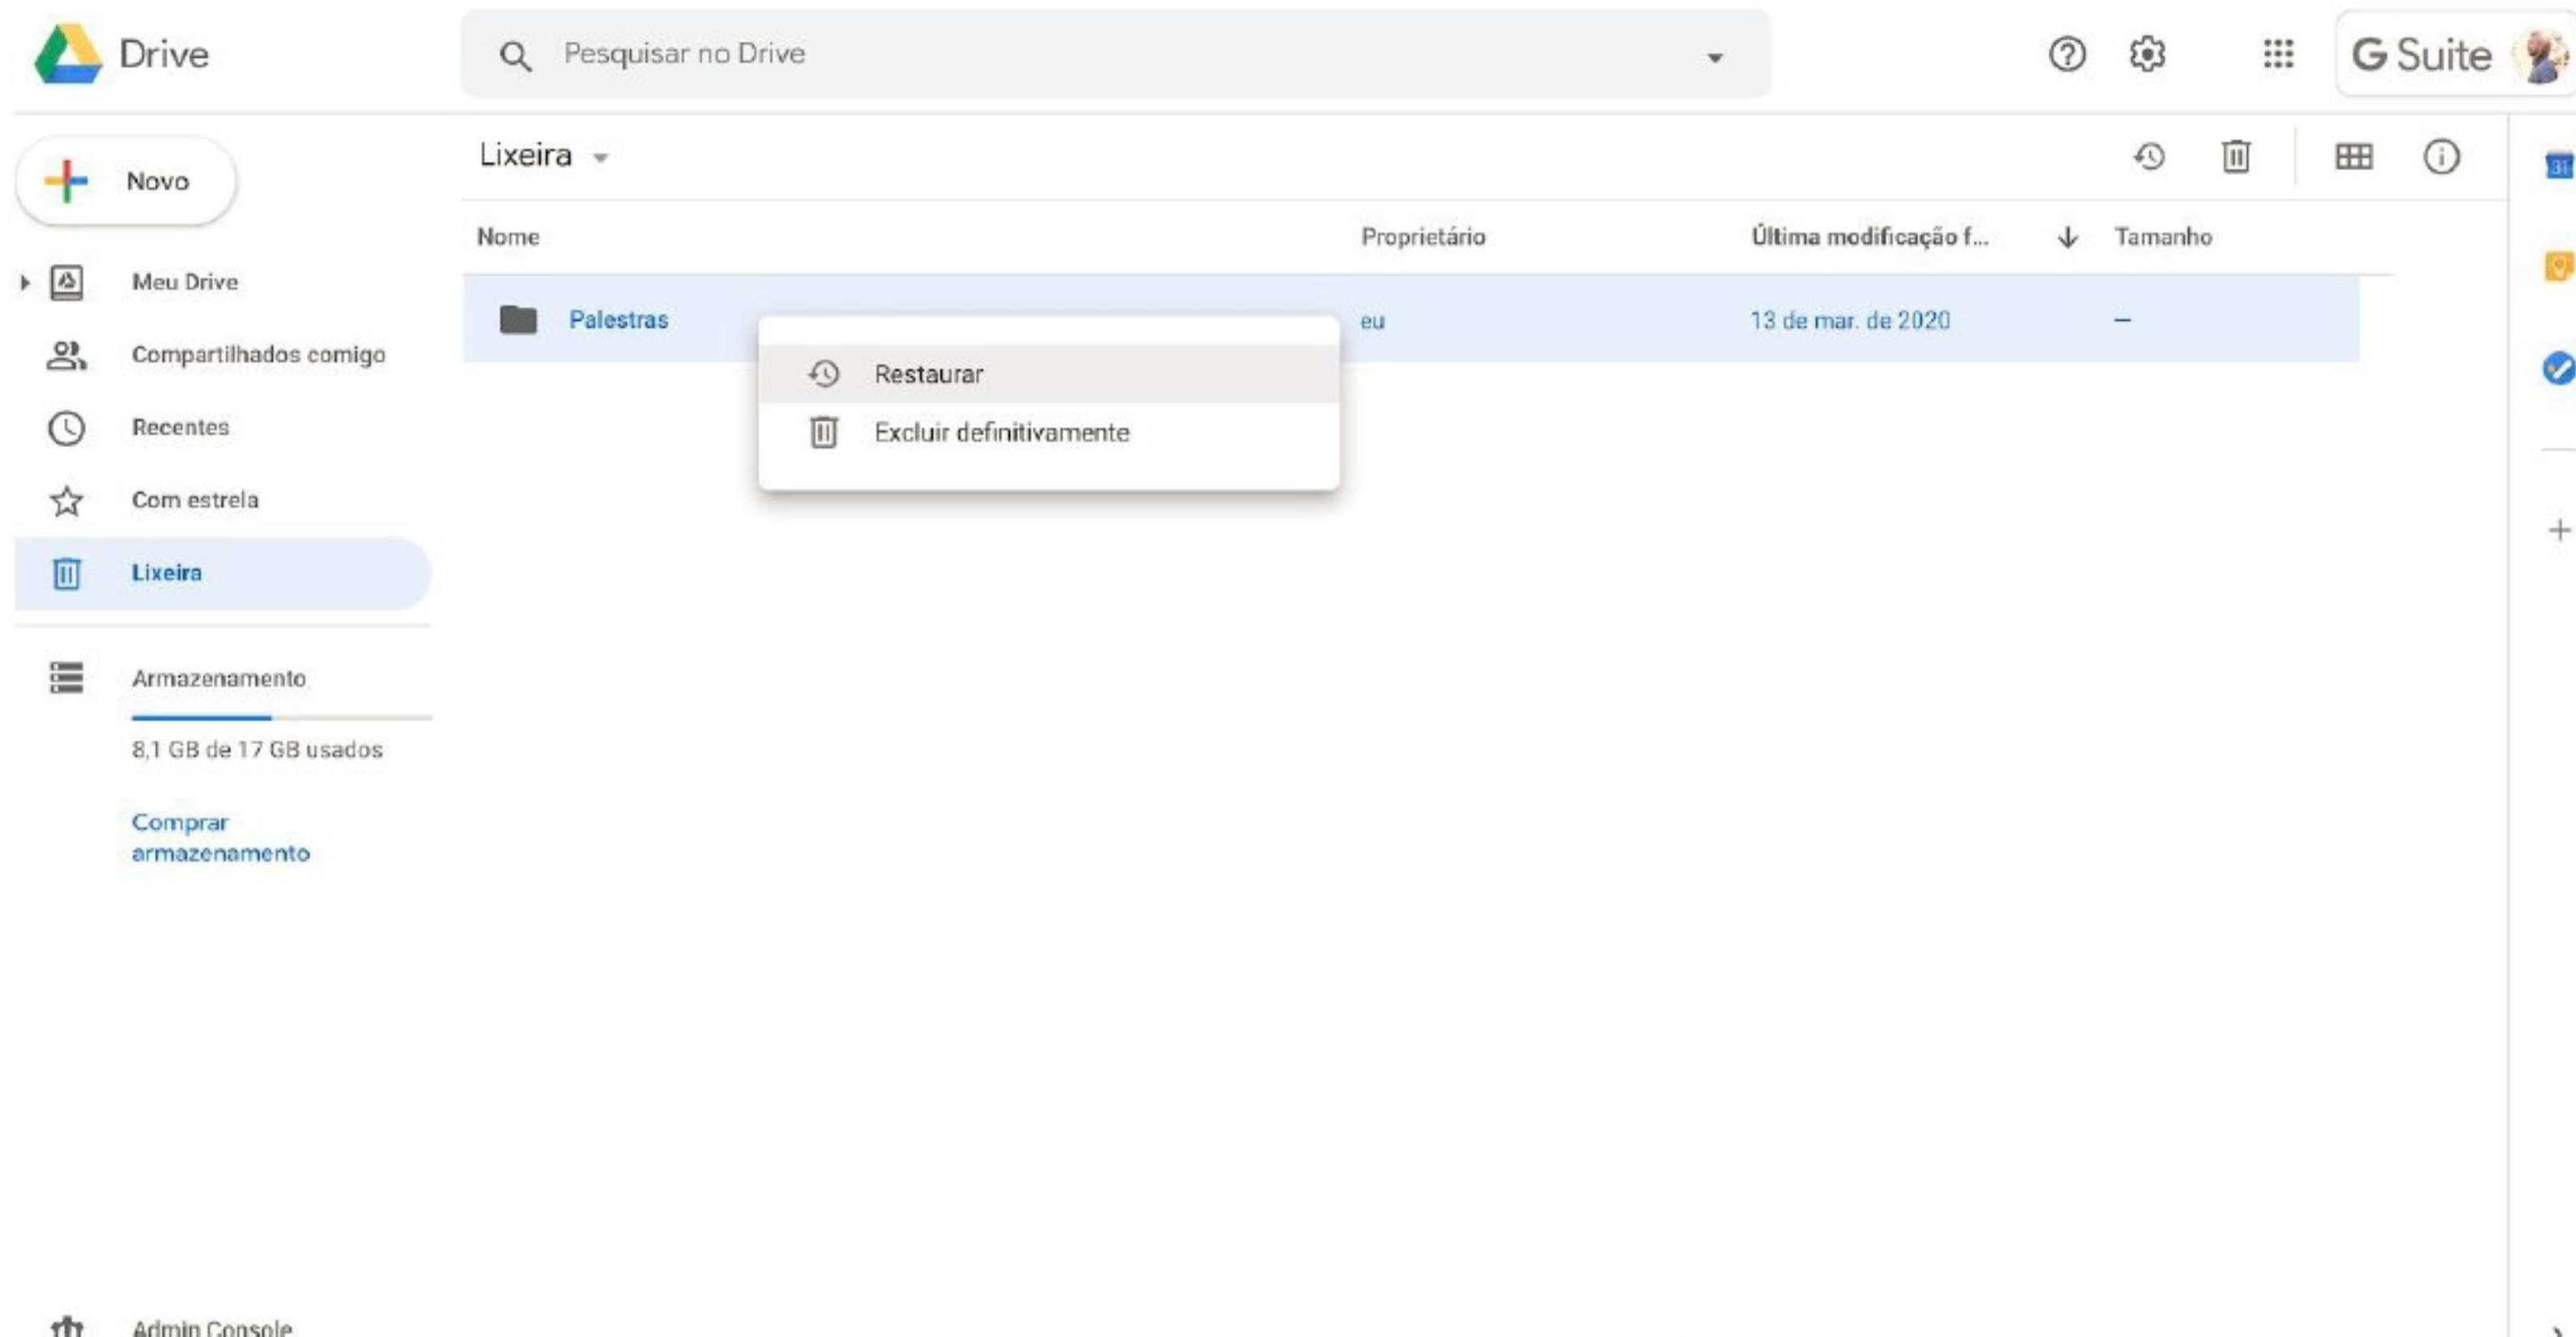 Drive
Pesquisar no Drive
G Suite
Novo
Lixeira
Nome
Proprietário
Última modificação f...
Tamanho
Palestras
eu
13 de mar. de 2020
–
Restaurar
Excluir definitivamente
Meu Drive
Compartilhados comigo
Recentes
Com estrela
Lixeira
Armazenamento
8,1 GB de 17 GB usados
Comprar
armazenamento
Admin Console
31